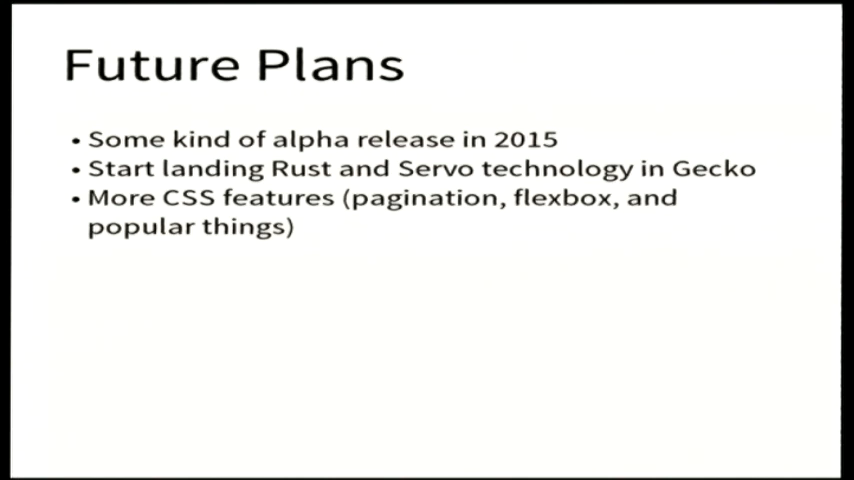 Future Plans
• Some kind of alpha release in 2015
• Start landing Rust and Servo technology in Gecko
• More CSS features (pagination, flexbox, and
popular things)